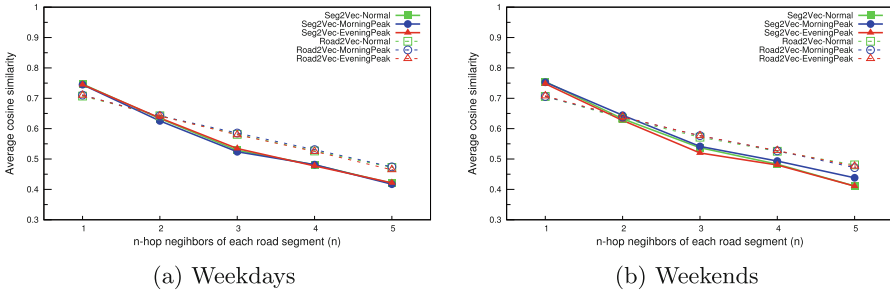 Average cosine similarity
1
0.9
0.8
0.7
0.6
0.5
0.4
0.3
1 2 3 4 5
n-hop negihbors of each road segment (n)
Seg2Vec-Normal
Seg2Vec-MorningPeak
Seg2Vec-EveningPeak
Road2Vec-Normal
Road2Vec-MorningPeak
Road2Vec-EveningPeak
(a) Weekdays
Average cosine similarity
1
0.9
0.8
0.7
0.6
0.5
0.4
0.3
1 2 3 4 5
n-hop negihbors of each road segment (n)
Seg2Vec-Normal
Seg2Vec-MorningPeak
Seg2Vec-EveningPeak
Road2Vec-Normal
Road2Vec-MorningPeak
Road2Vec-EveningPeak
(b) Weekends